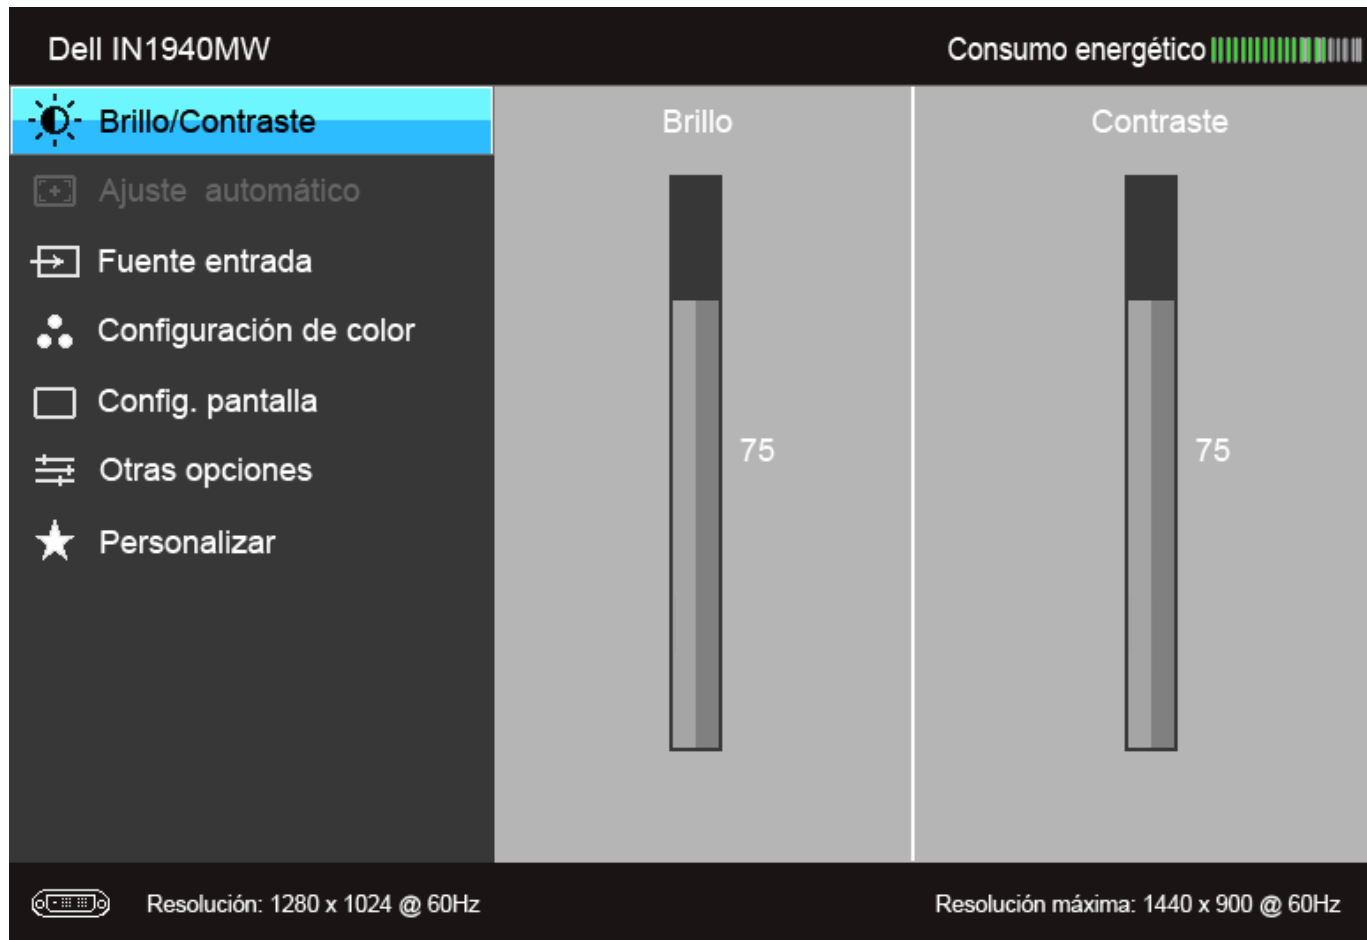 Dell IN1940MW
Consumo energético
Brillo/Contraste
Ajuste automático
Fuente entrada
Configuración de color
Config. pantalla
Otras opciones
Personalizar
Brillo
75
Contraste
75
Resolución: 1280 x 1024 @ 60Hz
Resolución máxima: 1440 x 900 @ 60Hz